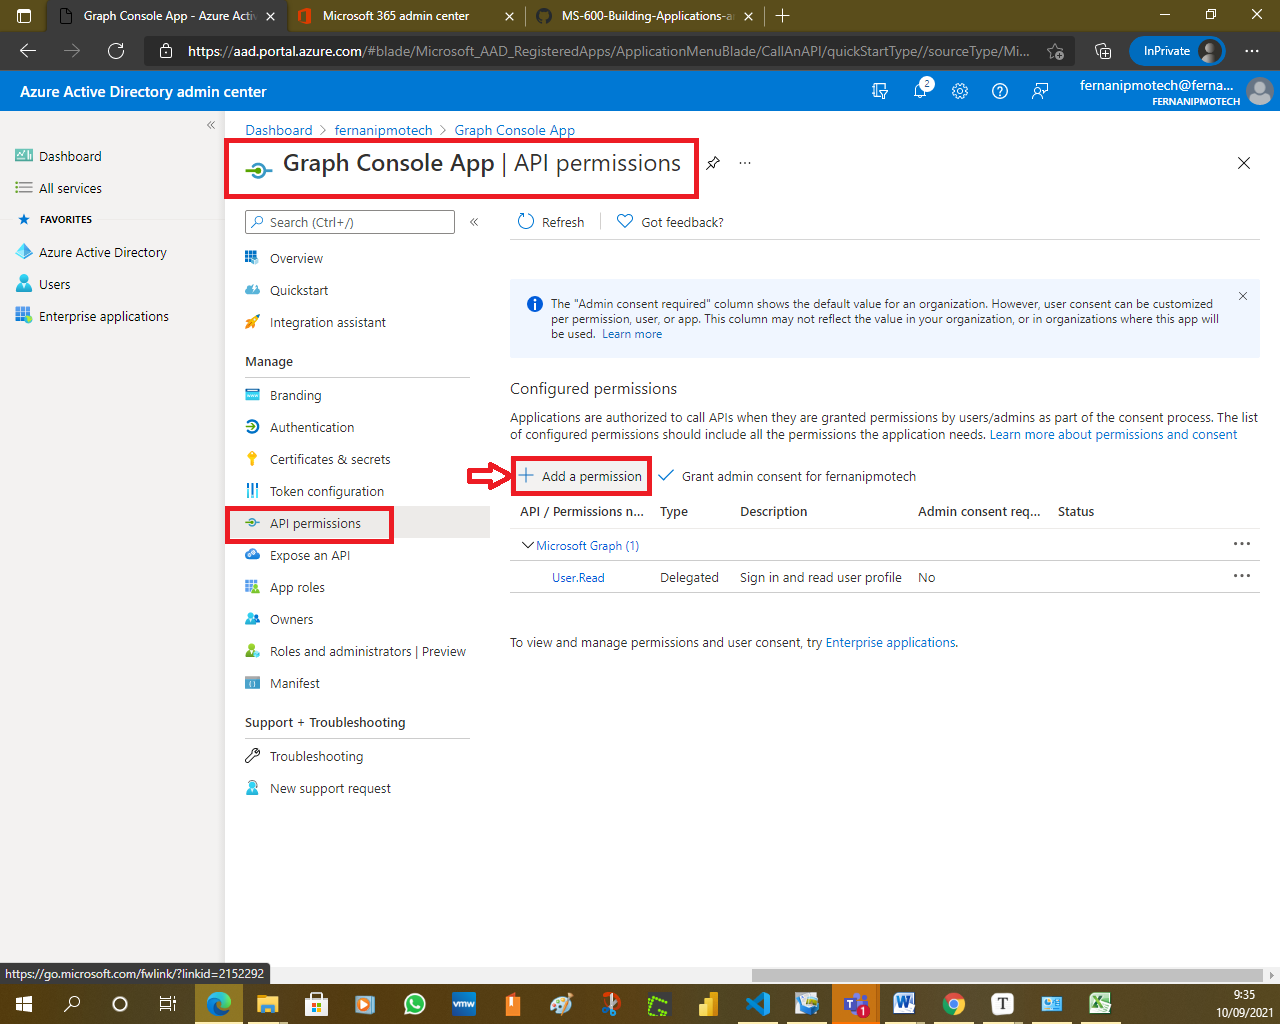 Graph Console App - Azure Activ
Microsoft 365 admin center
MS-600-Building-Applications-a
https://aad.portal.azure.com/#blade/Microsoft_AAD_RegisteredApps/ApplicationMenuBlade/CallAnAPI/quickStartType//sourceType/Mi...
InPrivate
Azure Active Directory admin center
2
fernanipmotech@ferna...
FERNANIPMOTECH
Dashboard
All services
FAVORITES
Azure Active Directory
Users
Enterprise applications
Dashboard > fernanipmotech > Graph Console App
Graph Console App | API permissions
Search (Ctrl+/)
Overview
Quickstart
Integration assistant
Manage
Branding
Authentication
Certificates & secrets
Token configuration
API permissions
Expose an API
App roles
Owners
Roles and administrators | Preview
Manifest
Support + Troubleshooting
Troubleshooting
New support request
Refresh
Got feedback?
The "Admin consent required" column shows the default value for an organization. However, user consent can be customized
per permission, user, or app. This column may not reflect the value in your organization, or in organizations where this app will
be used. Learn more
Configured permissions
Applications are authorized to call APIs when they are granted permissions by users/admins as part of the consent process. The list
of configured permissions should include all the permissions the application needs. Learn more about permissions and consent
Add a permission
Grant admin consent for fernanipmotech
API / Permissions n... Type Description Admin consent req... Status
Microsoft Graph (1)
User.Read Delegated Sign in and read user profile No
To view and manage permissions and user consent, try Enterprise applications.
https://go.microsoft.com/fwlink/?linkid=2152292
vmw
1
T
9:35
10/09/2021